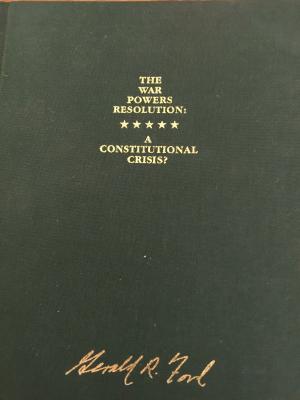 THE
WAR
POWERS
RESOLUTION:
★★★★★
A
CONSTITUTIONAL
CRISIS?
Gerald R. Ford